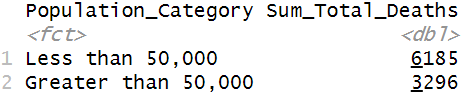 Population_Category Sum_Total_Deaths
<fct> <dbl>
1 Less than 50,000 6185
2 Greater than 50,000 3296